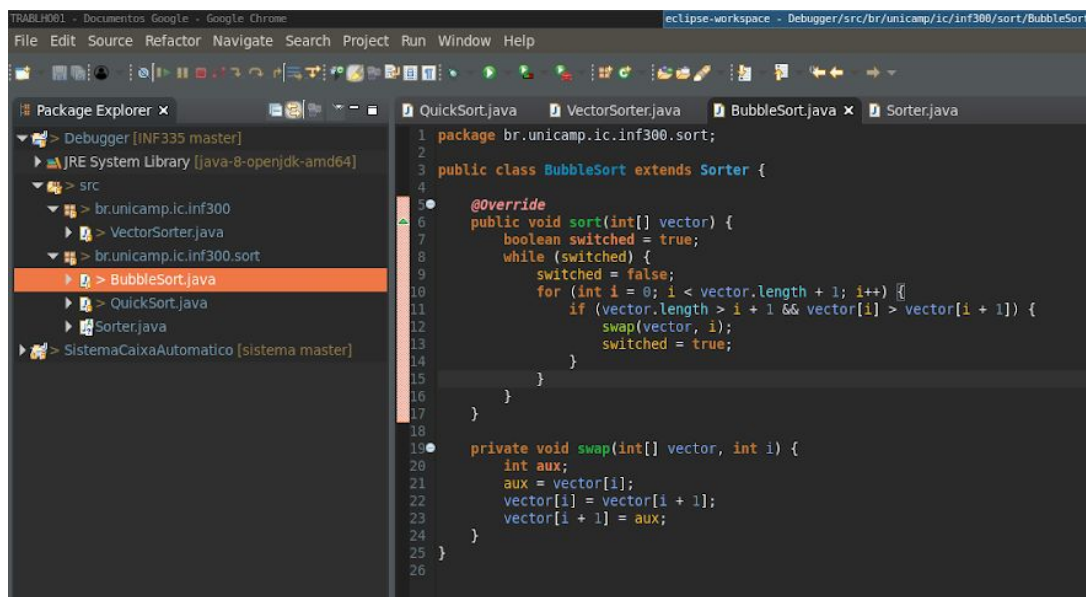 TRABLHO01 - Documentos Google - Google Chrome
eclipse-workspace - Debugger/src/br/unicamp/ic/inf300/sort/BubbleSort
File Edit Source Refactor Navigate Search Project Run Window Help
Package Explorer
> Debugger [INF335 master]
JRE System Library [java-8-openjdk-amd64]
> src
> br.unicamp.ic.inf300
> VectorSorter.java
> br.unicamp.ic.inf300.sort
> BubbleSort.java
> QuickSort.java
Sorter.java
> SistemaCaixaAutomatico [sistema master]
QuickSort.java VectorSorter.java BubbleSort.java Sorter.java
1 package br.unicamp.ic.inf300.sort;
2
3 public class BubbleSort extends Sorter {
4
5 @Override
6 public void sort(int[] vector) {
7 boolean switched = true;
8 while (switched) {
9 switched = false;
10 for (int i = 0; i < vector.length + 1; i++) {
11 if (vector.length > i + 1 && vector[i] > vector[i + 1]) {
12 swap(vector, i);
13 switched = true;
14 }
15 }
16 }
17 }
18
19 private void swap(int[] vector, int i) {
20 int aux;
21 aux = vector[i];
22 vector[i] = vector[i + 1];
23 vector[i + 1] = aux;
24 }
25 }
26